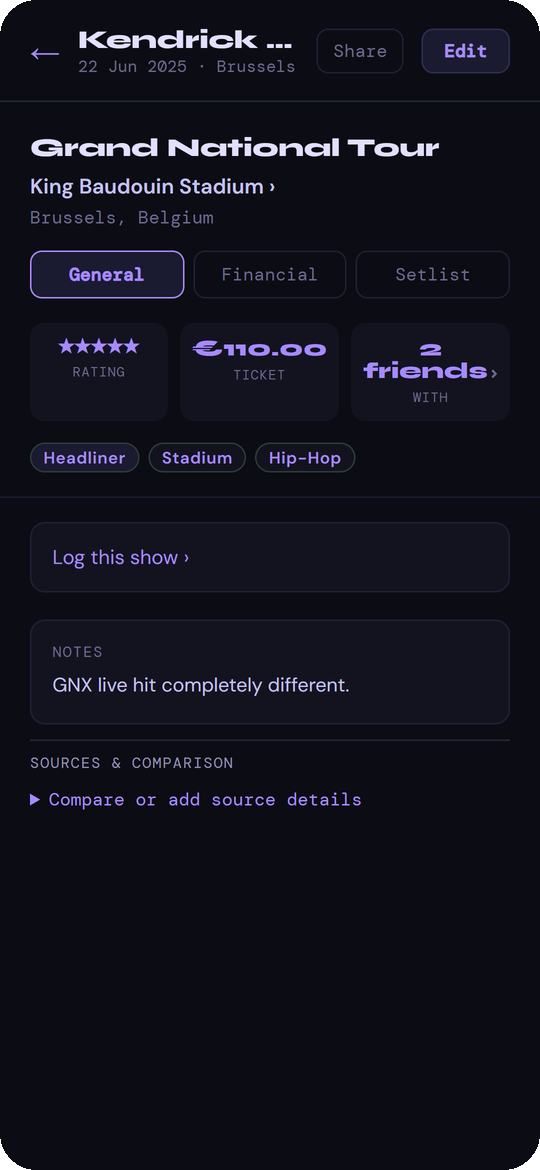 ←
Kendrick ...
22 Jun 2025 · Brussels
Share
Edit
Grand National Tour
King Baudouin Stadium ›
Brussels, Belgium
General
Financial
Setlist
★★★★★
RATING
€110.00
TICKET
2
friends ›
WITH
Headliner
Stadium
Hip-Hop
Log this show ›
NOTES
GNX live hit completely different.
SOURCES & COMPARISON
▶ Compare or add source details